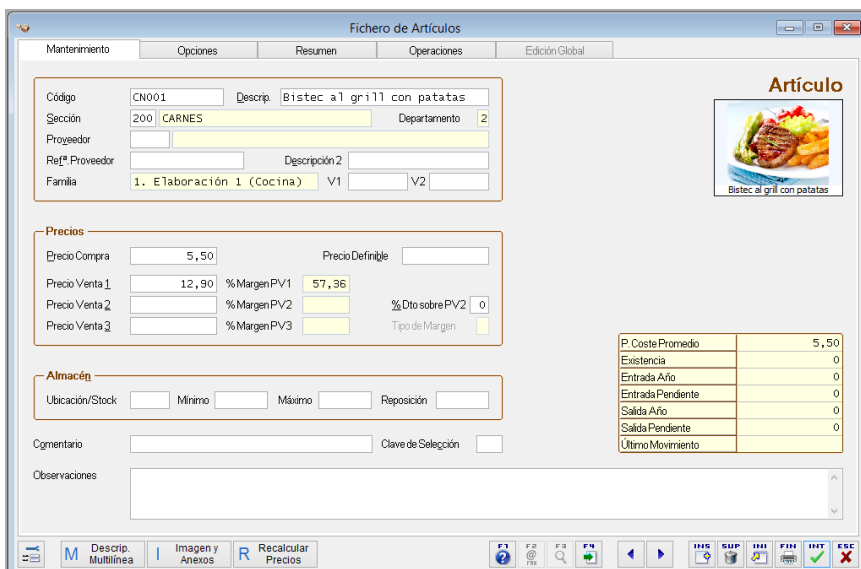 Fichero de Artículos
Mantenimiento Opciones Resumen Operaciones Edición Global
Artículo
Código CN001 Descrip. Bistec al grill con patatas
Sección 200 CARNES Departamento 2
Proveedor
Refª. Proveedor Descripción 2
Familia 1. Elaboración 1 (Cocina) V1 V2
Bistec al grill con patatas
Precios
Precio Compra 5,50 Precio Definible
Precio Venta 1 12,90 % Margen PV1 57,36
Precio Venta 2 % Margen PV2 % Dto sobre PV2 0
Precio Venta 3 % Margen PV3 Tipo de Margen
P. Coste Promedio 5,50
Existencia 0
Entrada Año 0
Entrada Pendiente 0
Salida Año 0
Salida Pendiente 0
Último Movimiento
Almacén
Ubicación/Stock Mínimo Máximo Reposición
Comentario Clave de Selección
Observaciones
M Descrip. Multilínea I Imagen y Anexos R Recalcular Precios F1 F2 @ F3 F4 INS SUP INI FIN INT ESC